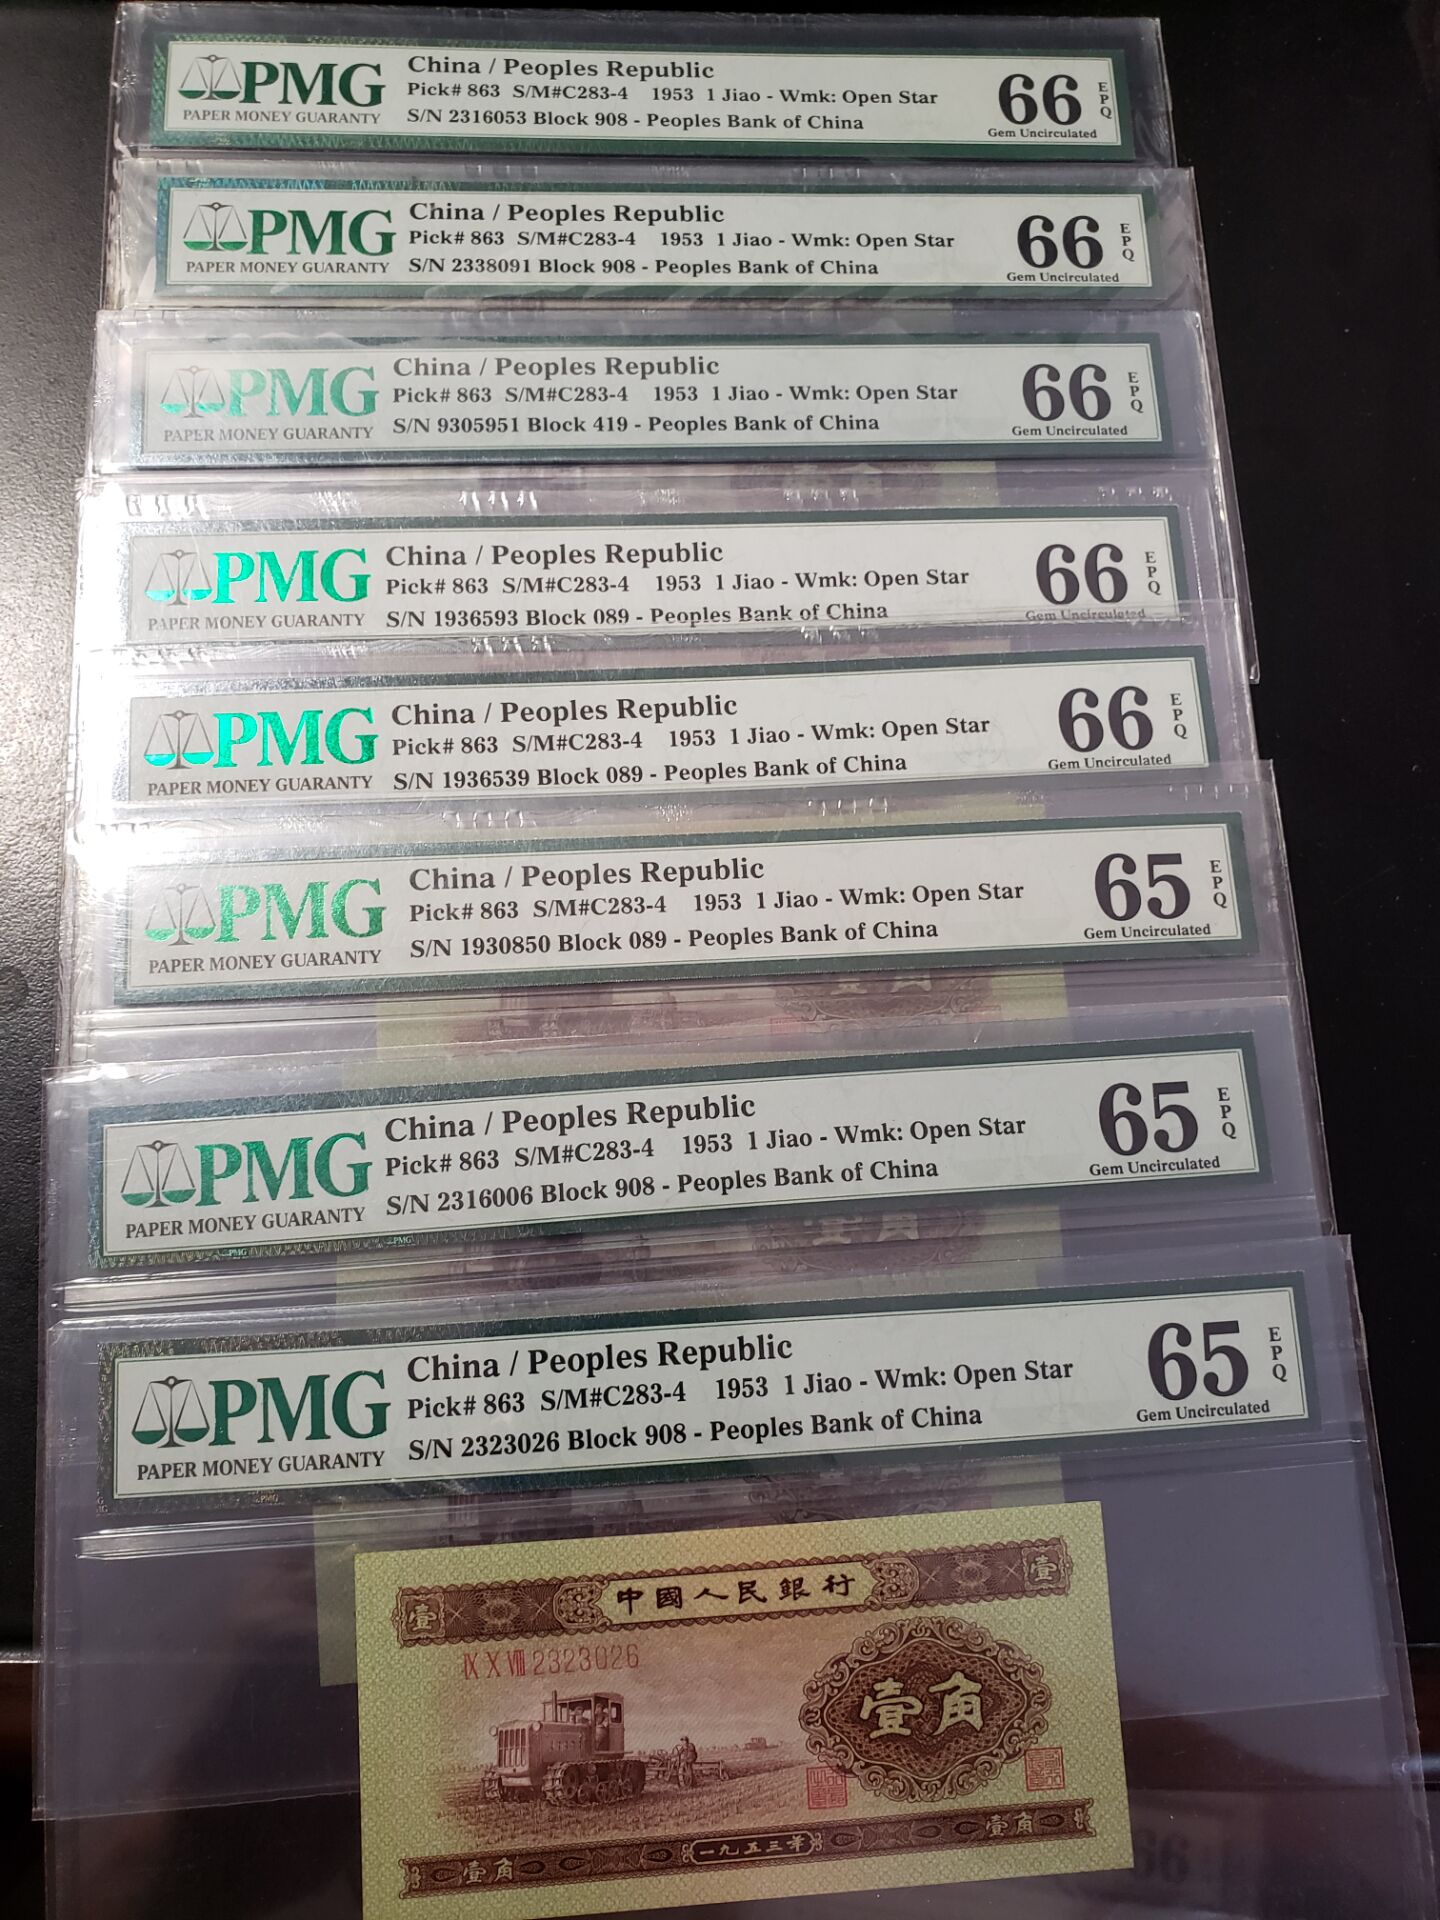 PMG
PAPER MONEY GUARANTY
China / Peoples Republic
Pick# 863 S/M#C283-4 1953 1 Jiao - Wmk: Open Star
S/N 2316053 Block 908 - Peoples Bank of China
66
EPQ
Gem Uncirculated
PMG
PAPER MONEY GUARANTY
China / Peoples Republic
Pick# 863 S/M#C283-4 1953 1 Jiao - Wmk: Open Star
S/N 2338091 Block 908 - Peoples Bank of China
66
EPQ
Gem Uncirculated
PMG
PAPER MONEY GUARANTY
China / Peoples Republic
Pick# 863 S/M#C283-4 1953 1 Jiao - Wmk: Open Star
S/N 9305951 Block 419 - Peoples Bank of China
66
EPQ
Gem Uncirculated
PMG
PAPER MONEY GUARANTY
China / Peoples Republic
Pick# 863 S/M#C283-4 1953 1 Jiao - Wmk: Open Star
S/N 1936593 Block 089 - Peoples Bank of China
66
EPQ
Gem Uncirculated
PMG
PAPER MONEY GUARANTY
China / Peoples Republic
Pick# 863 S/M#C283-4 1953 1 Jiao - Wmk: Open Star
S/N 1936539 Block 089 - Peoples Bank of China
66
EPQ
Gem Uncirculated
PMG
PAPER MONEY GUARANTY
China / Peoples Republic
Pick# 863 S/M#C283-4 1953 1 Jiao - Wmk: Open Star
S/N 1930850 Block 089 - Peoples Bank of China
65
EPQ
Gem Uncirculated
壹角
PMG
PAPER MONEY GUARANTY
China / Peoples Republic
Pick# 863 S/M#C283-4 1953 1 Jiao - Wmk: Open Star
S/N 2316006 Block 908 - Peoples Bank of China
65
EPQ
Gem Uncirculated
壹角
PMG
PAPER MONEY GUARANTY
China / Peoples Republic
Pick# 863 S/M#C283-4 1953 1 Jiao - Wmk: Open Star
S/N 2323026 Block 908 - Peoples Bank of China
65
EPQ
Gem Uncirculated
壹 中國人民銀行 壹
IX X VIII 2323026
壹角
壹角 一九五三年 壹角
66